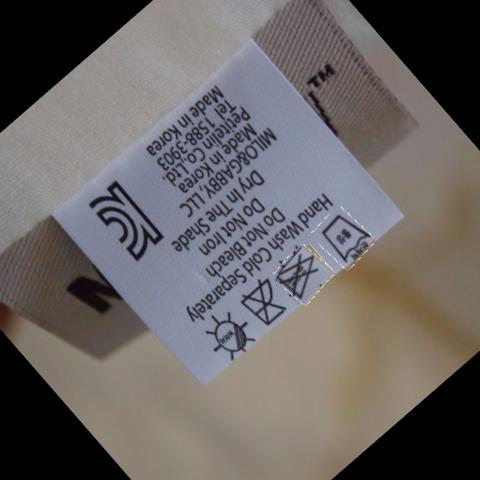 Hand Wash Cold Separately
Do Not Bleach
Do Not Iron
Dry In The Shade
MILO&GABBY, LLC
Made In Korea
Petitelin Co.,Ltd.
Tel 1588-3903
Made In Korea
TM